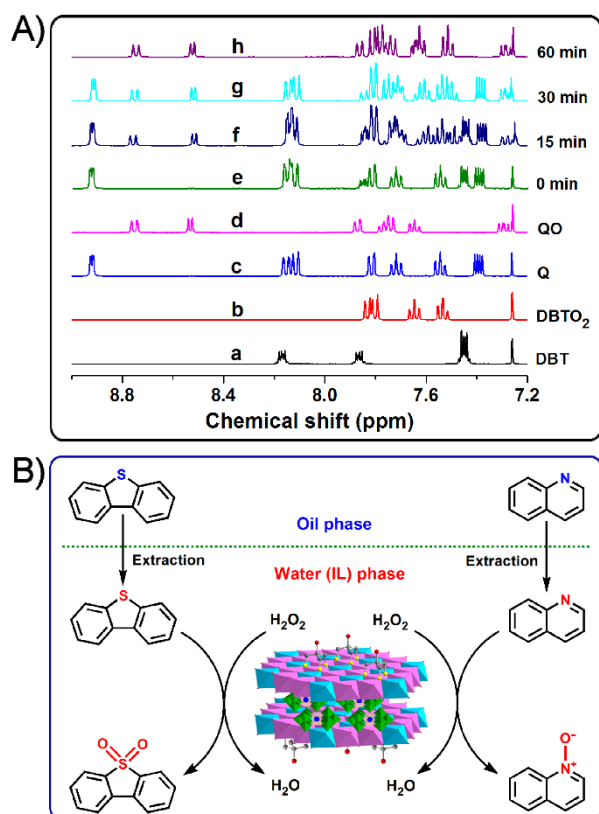 A)
h 60 min
g 30 min
f 15 min
e 0 min
d QO
c Q
b DBTO₂
a DBT
8.8 8.4 8.0 7.6 7.2
Chemical shift (ppm)
B)
S N
Oil phase
Extraction Extraction
Water (IL) phase
S H₂O₂ H₂O₂ N
O O O⁻
S H₂O H₂O N⁺